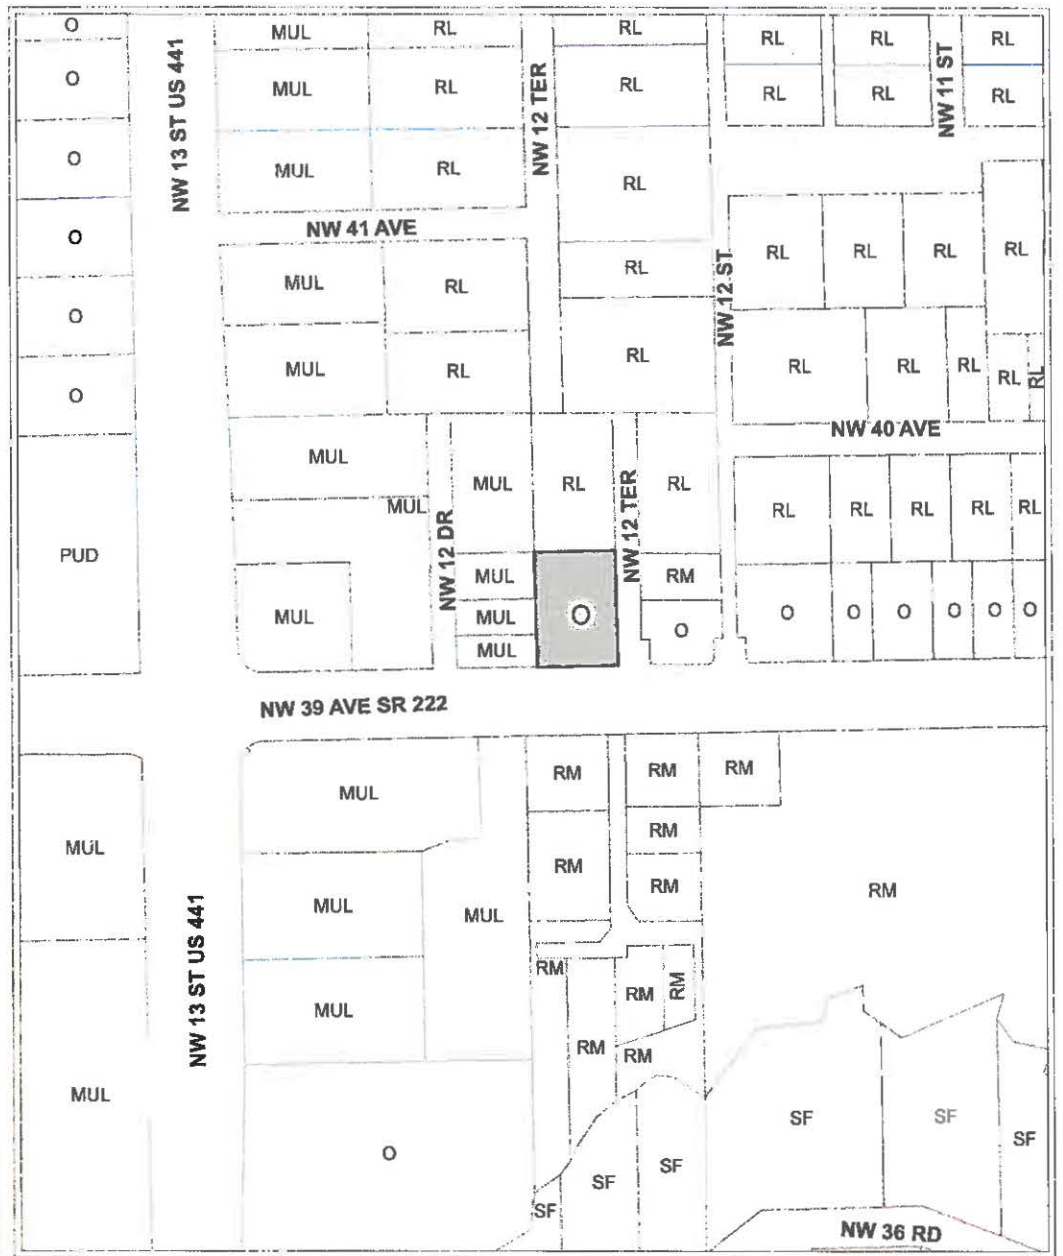 O MUL RL RL RL RL RL
O MUL RL RL RL RL RL
NW 13 ST US 441
NW 12 TER
NW 11 ST
O MUL RL RL
O
NW 41 AVE
MUL RL RL RL RL RL RL
NW 12 ST
O
MUL RL RL RL RL RL RL RL
O
NW 40 AVE
MUL
MUL RL RL RL RL RL RL RL
MUL
NW 12 DR
NW 12 TER
PUD
MUL RM
MUL MUL O O O O O O O O
MUL
NW 39 AVE SR 222
MUL RM RM RM
MUL RM RM
RM
MUL MUL RM
NW 13 ST US 441
RM
MUL RM RM
RM RM
MUL
O SF SF SF SF SF
SF
NW 36 RD